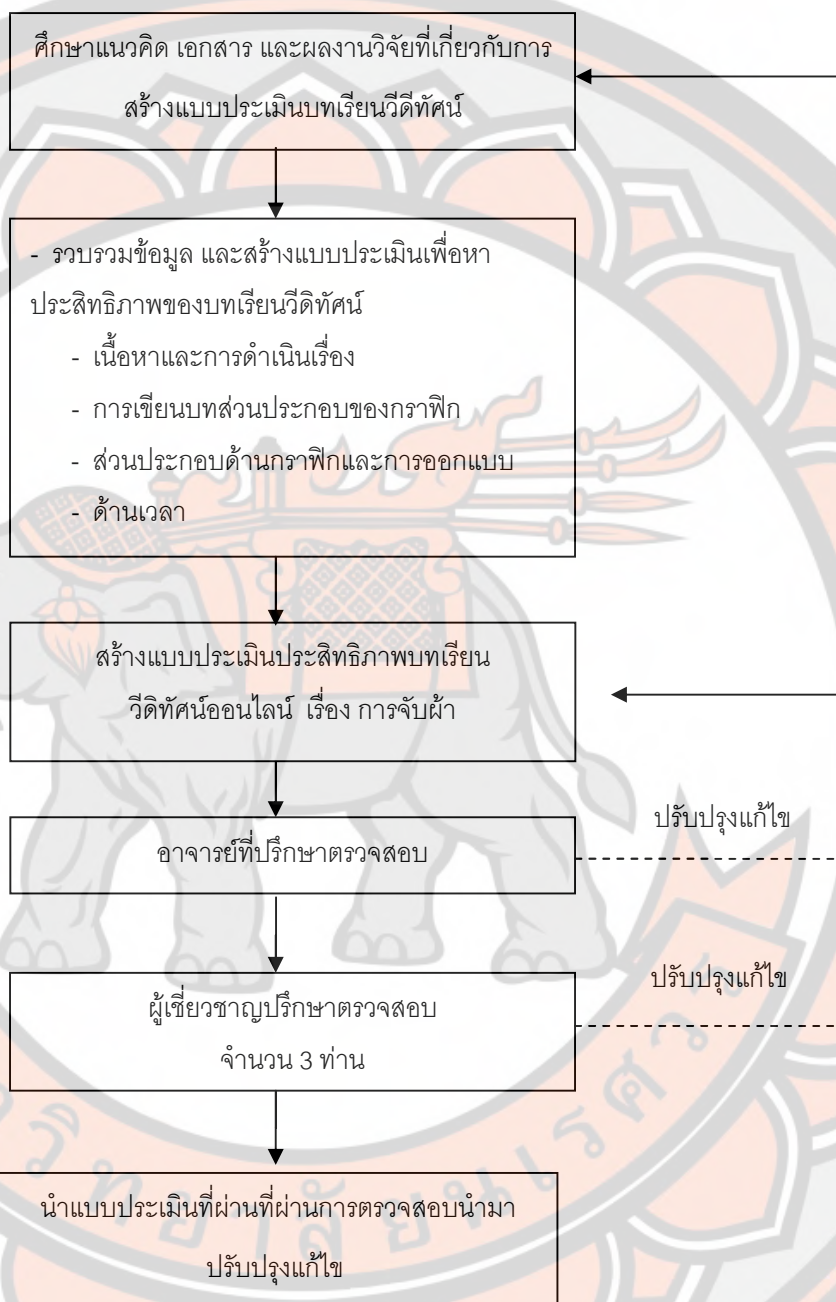 ศึกษาแนวคิด เอกสาร และผลงานวิจัยที่เกี่ยวกับการ
สร้างแบบประเมินบทเรียนวีดีทัศน์
- รวบรวมข้อมูล และสร้างแบบประเมินเพื่อหา
ประสิทธิภาพของบทเรียนวีดิทัศน์
- เนื้อหาและการดำเนินเรื่อง
- การเขียนบทส่วนประกอบของกราฟิก
- ส่วนประกอบด้านกราฟิกและการออกแบบ
- ด้านเวลา
สร้างแบบประเมินประสิทธิภาพบทเรียน
วีดิทัศน์ออนไลน์ เรื่อง การจับผ้า
ปรับปรุงแก้ไข
อาจารย์ที่ปรึกษาตรวจสอบ
ปรับปรุงแก้ไข
ผู้เชี่ยวชาญปรึกษาตรวจสอบ
จำนวน 3 ท่าน
นำแบบประเมินที่ผ่านที่ผ่านการตรวจสอบนำมา
ปรับปรุงแก้ไข
วิทยาลัยนเรศวร